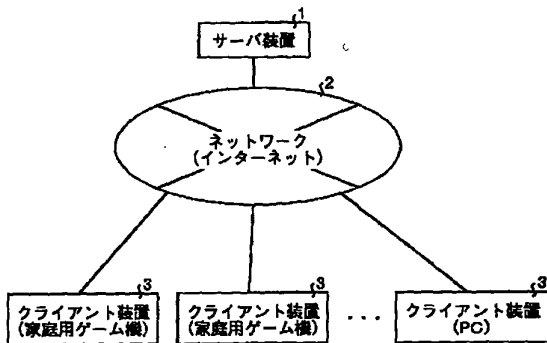 1
サーバ装置
2
ネットワーク
(インターネット)
3
クライアント装置
(家庭用ゲーム機)
3
クライアント装置
(家庭用ゲーム機)
...
3
クライアント装置
(PC)